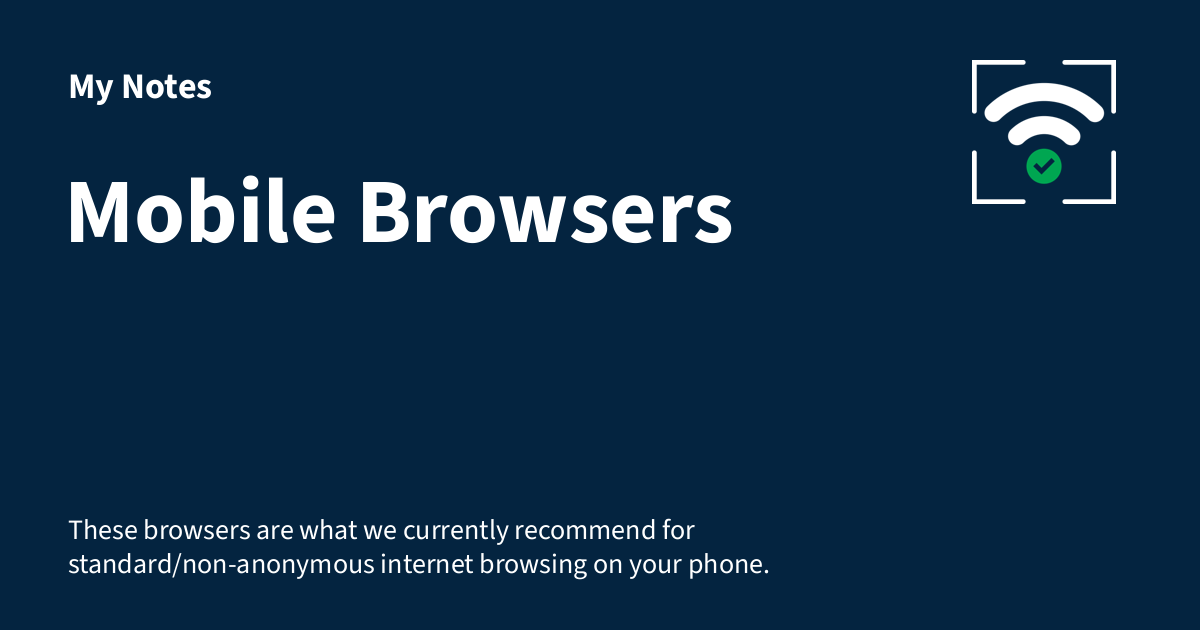 My Notes
Mobile Browsers
These browsers are what we currently recommend for
standard/non-anonymous internet browsing on your phone.